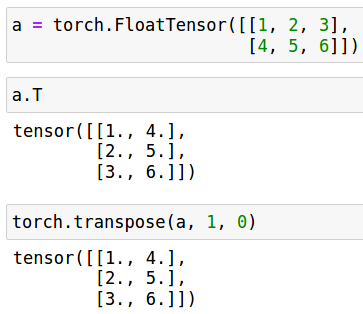 a = torch.FloatTensor([[1, 2, 3],
[4, 5, 6]])
a.T
tensor([[1., 4.],
[2., 5.],
[3., 6.]])
torch.transpose(a, 1, 0)
tensor([[1., 4.],
[2., 5.],
[3., 6.]])